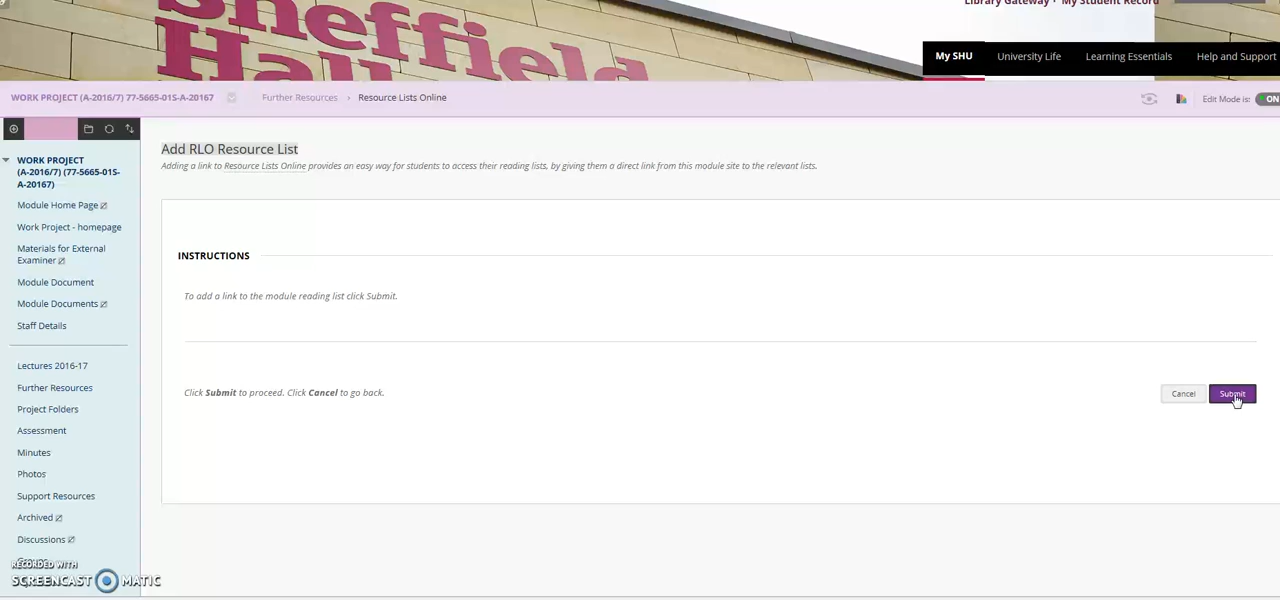 Sheffield
Hall
Library Gateway · My Student Record
My SHU University Life Learning Essentials Help and Support
WORK PROJECT (A-2016/7) 77-5665-01S-A-20167 Further Resources › Resource Lists Online Edit Mode is: ON
WORK PROJECT
(A-2016/7) (77-5665-01S-
A-20167)
Module Home Page
Work Project - homepage
Materials for External
Examiner
Module Document
Module Documents
Staff Details
Lectures 2016-17
Further Resources
Project Folders
Assessment
Minutes
Photos
Support Resources
Archived
Discussions
Add RLO Resource List
Adding a link to Resource Lists Online provides an easy way for students to access their reading lists, by giving them a direct link from this module site to the relevant lists.
INSTRUCTIONS
To add a link to the module reading list click Submit.
Click Submit to proceed. Click Cancel to go back.
Cancel Submit
RECORDED WITH
SCREENCAST MATIC